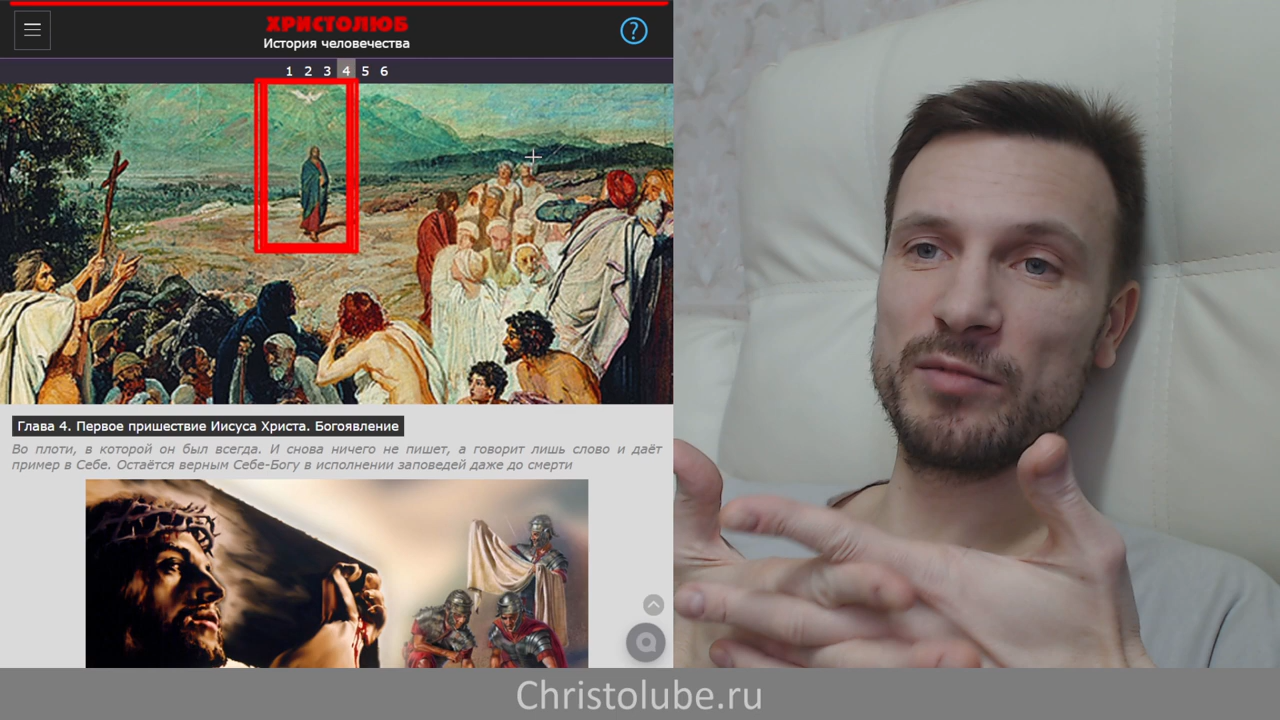 ХРИСТОЛЮБ
История человечества
?
1 2 3 4 5 6
Глава 4. Первое пришествие Иисуса Христа. Богоявление
Во плоти, в которой он был всегда. И снова ничего не пишет, а говорит лишь слово и даёт
пример в Себе. Остаётся верным Себе-Богу в исполнении заповедей даже до смерти
Christolube.ru